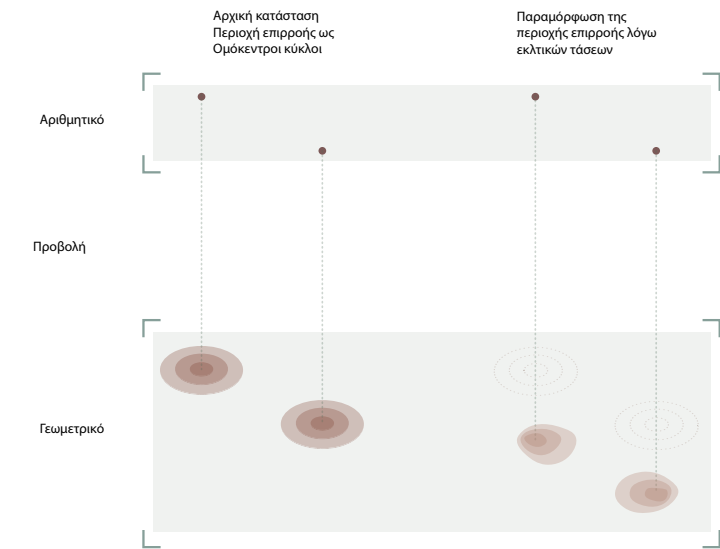 Αρχική κατάσταση
Περιοχή επιρροής ως
Ομόκεντροι κύκλοι
Παραμόρφωση της
περιοχής επιρροής λόγω
εκλτικών τάσεων
Αριθμητικό
Προβολή
Γεωμετρικό